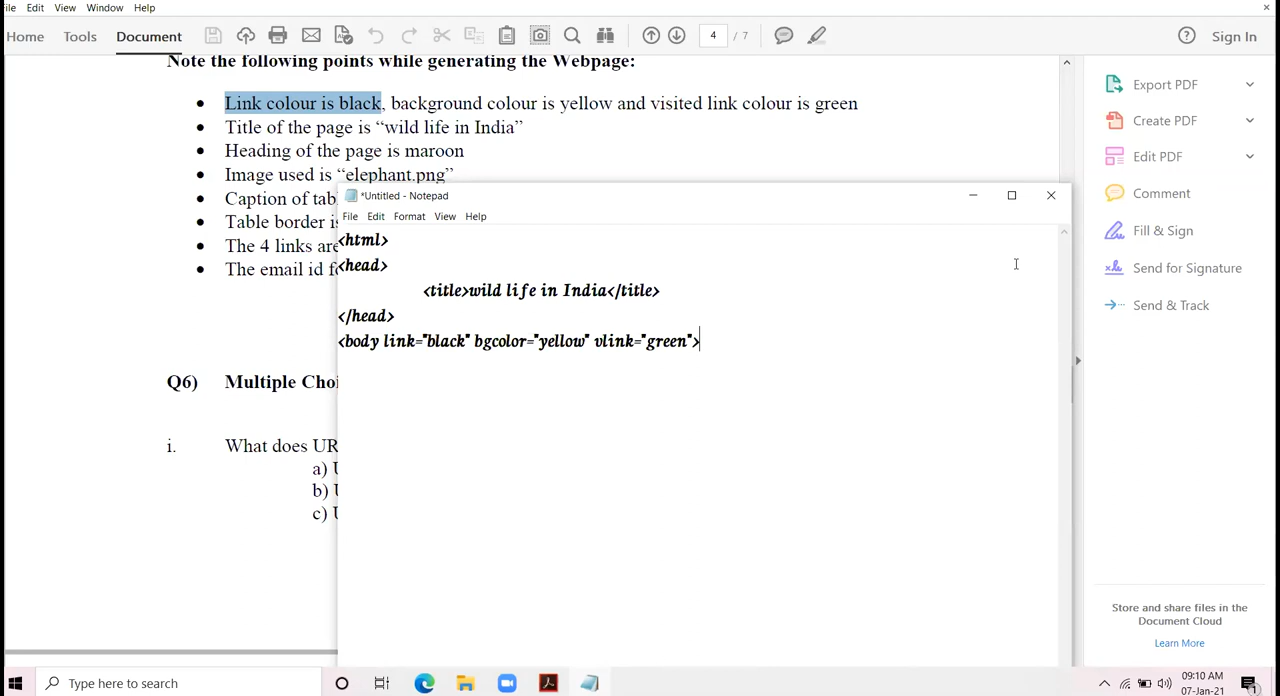 File Edit View Window Help
Home Tools Document 4 / 7 Sign In
Note the following points while generating the Webpage:
• Link colour is black, background colour is yellow and visited link colour is green
• Title of the page is “wild life in India”
• Heading of the page is maroon
• Image used is “elephant.png”
• Caption of tab
• Table border is
• The 4 links are
• The email id fo
Q6) Multiple Choi
i. What does UR
a) U
b) U
c) U
*Untitled - Notepad
File Edit Format View Help
<html>
<head>
<title>wild life in India</title>
</head>
<body link="black" bgcolor="yellow" vlink="green">
Export PDF
Create PDF
Edit PDF
Comment
Fill & Sign
Send for Signature
Send & Track
Store and share files in the
Document Cloud
Learn More
Type here to search
09:10 AM
07-Jan-21
1